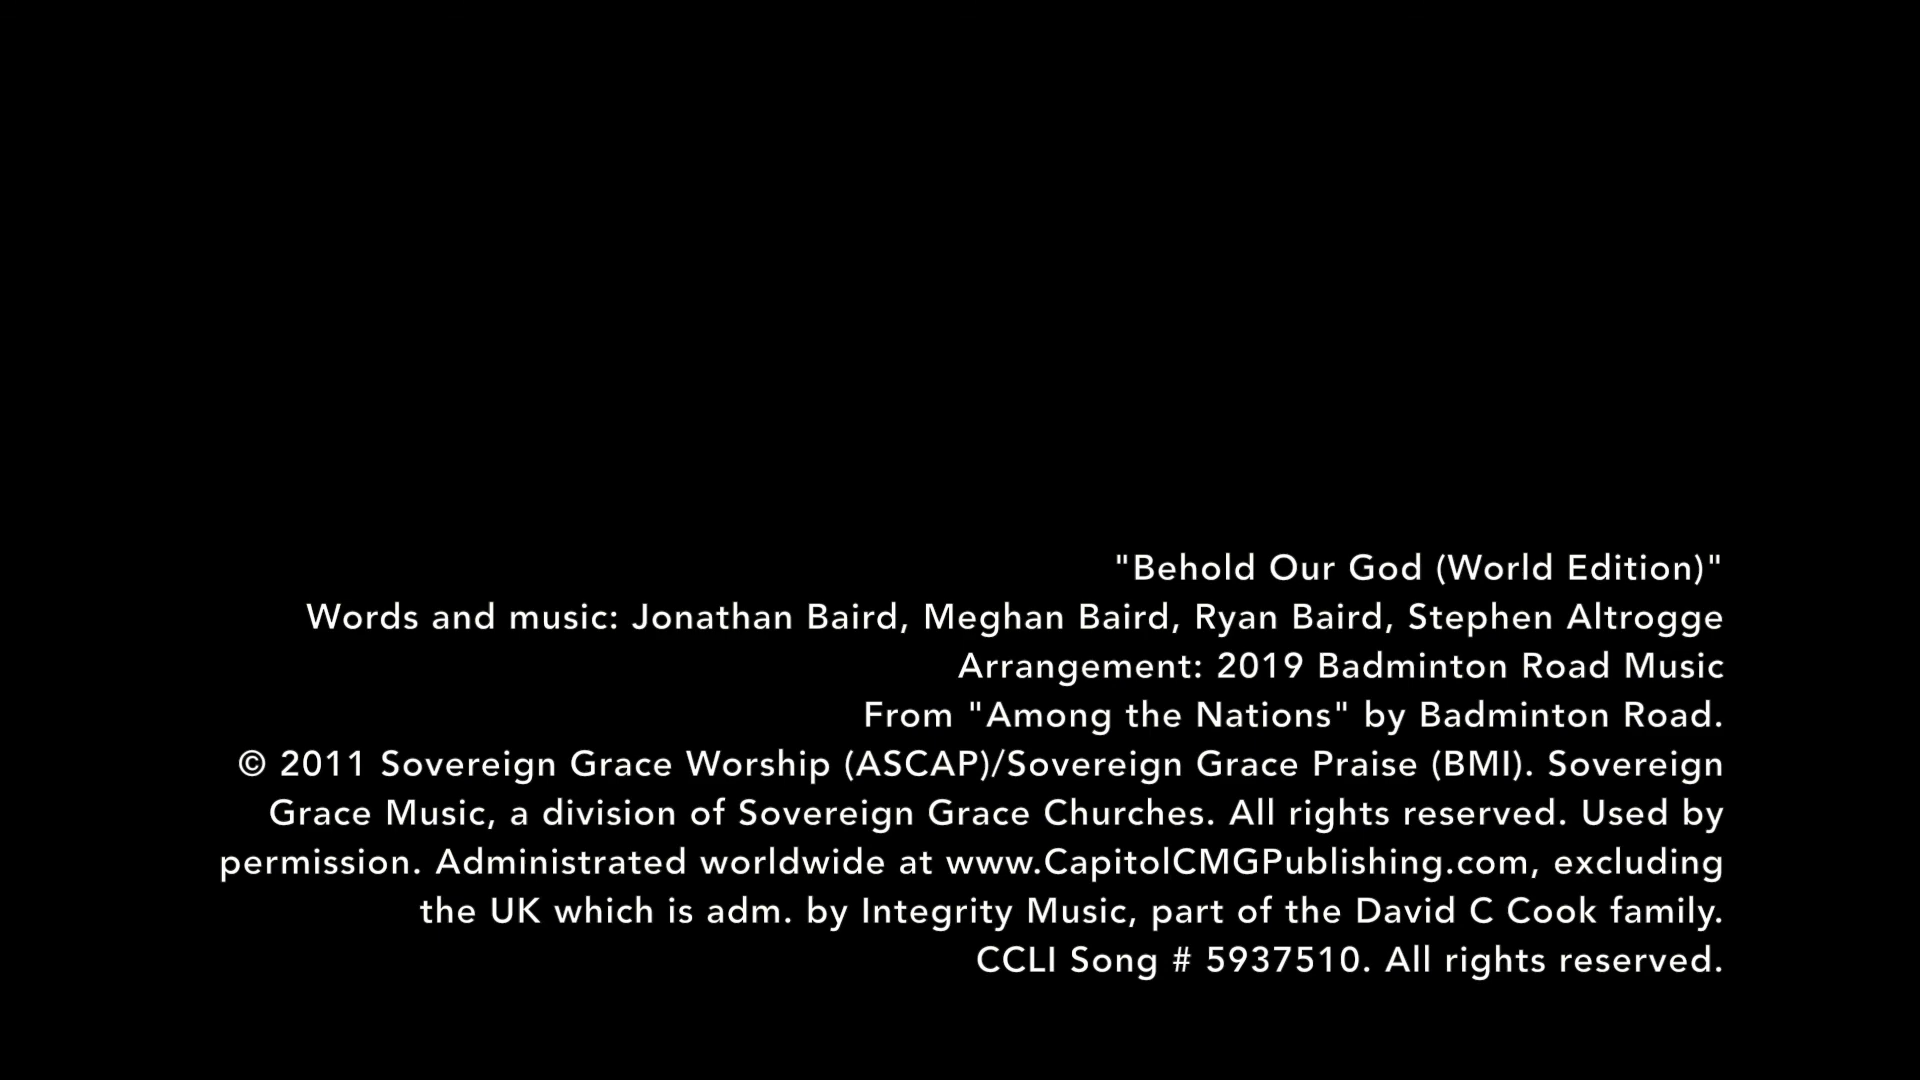 "Behold Our God (World Edition)"
Words and music: Jonathan Baird, Meghan Baird, Ryan Baird, Stephen Altrogge
Arrangement: 2019 Badminton Road Music
From "Among the Nations" by Badminton Road.
© 2011 Sovereign Grace Worship (ASCAP)/Sovereign Grace Praise (BMI). Sovereign
Grace Music, a division of Sovereign Grace Churches. All rights reserved. Used by
permission. Administrated worldwide at www.CapitolCMGPublishing.com, excluding
the UK which is adm. by Integrity Music, part of the David C Cook family.
CCLI Song # 5937510. All rights reserved.